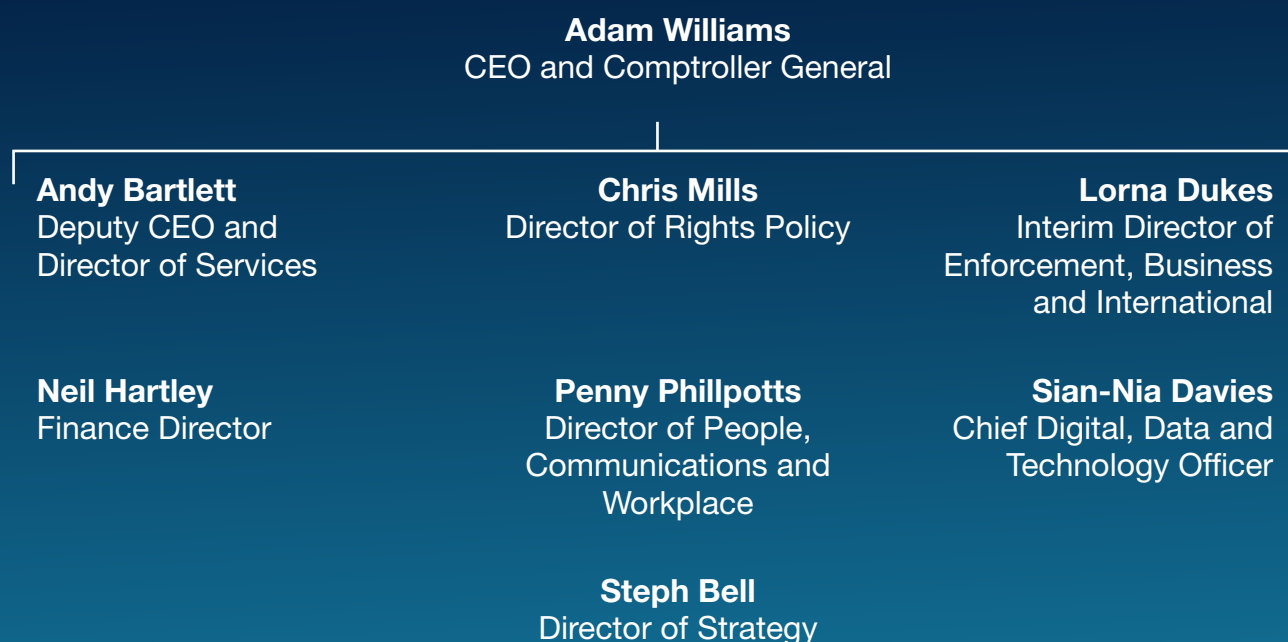 Adam Williams
CEO and Comptroller General
Andy Bartlett
Deputy CEO and
Director of Services
Chris Mills
Director of Rights Policy
Lorna Dukes
Interim Director of
Enforcement, Business
and International
Neil Hartley
Finance Director
Penny Phillpotts
Director of People,
Communications and
Workplace
Sian-Nia Davies
Chief Digital, Data and
Technology Officer
Steph Bell
Director of Strategy